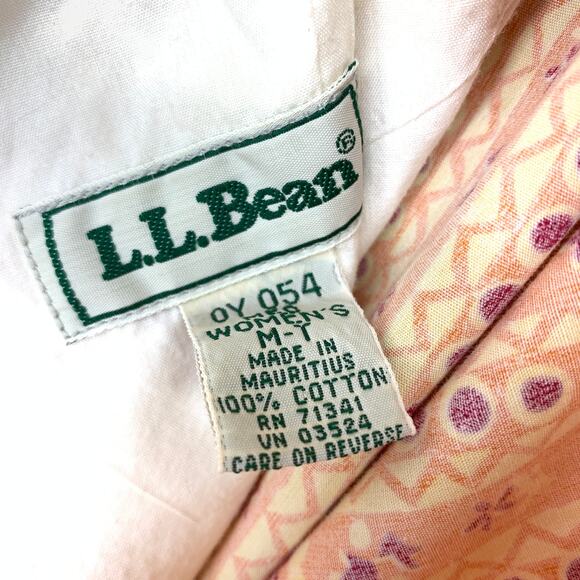 L.L.Bean®
0Y 054
WOMEN'S
M-T
MADE IN
MAURITIUS
100% COTTON
RN 71341
VN 03524
CARE ON REVERSE